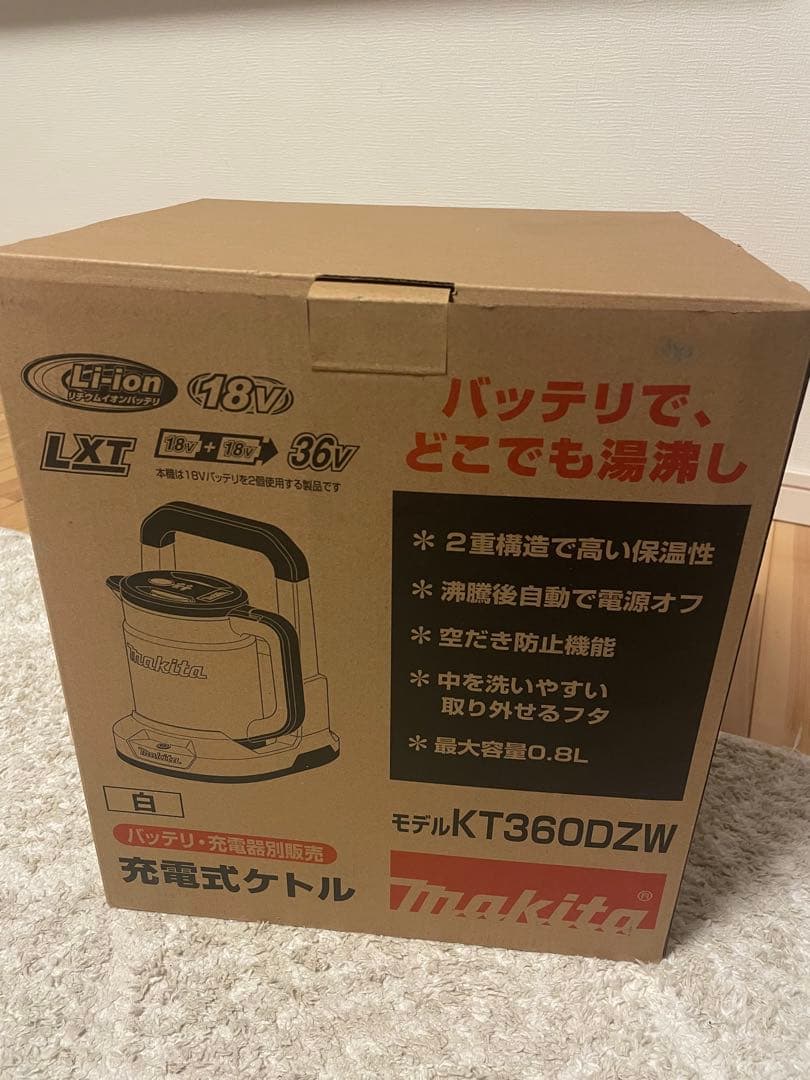 Li-ion
リチウムイオンバッテリ
18V
LXT
18V + 18V
36V
本機は18Vバッテリを2個使用する製品です
バッテリで、
どこでも湯沸し
＊２重構造で高い保温性
＊沸騰後自動で電源オフ
＊空だき防止機能
＊中を洗いやすい
取り外せるフタ
＊最大容量0.8L
makita
makita
白
バッテリ・充電器別販売
充電式ケトル
モデルKT360DZW
makita®